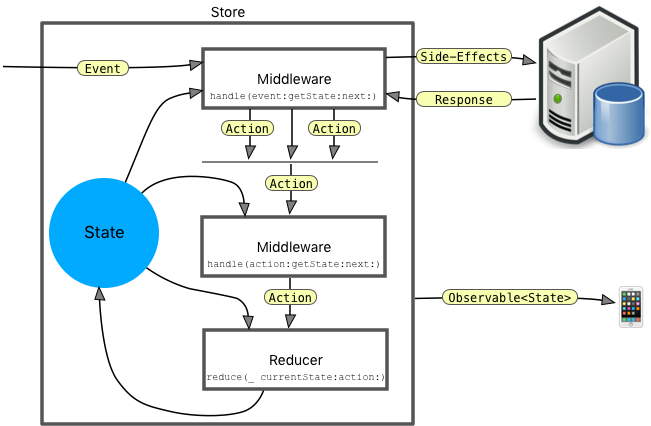 Store
Event
Side-Effects
Middleware
handle(event:getState:next:)
Response
Action
Action
Action
State
Middleware
handle(action:getState:next:)
Action
Observable<State>
Reducer
reduce(_ currentState:action:)